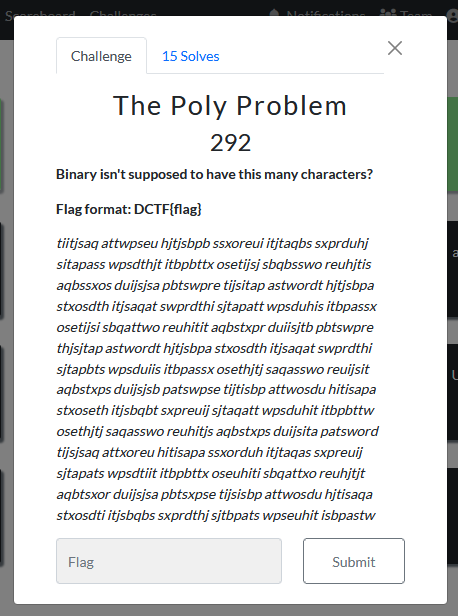 Scoreboard Challenges Notifications Team
Challenge 15 Solves
The Poly Problem
292
Binary isn't supposed to have this many characters?
Flag format: DCTF{flag}
tiitjsaq attwpseu hjtjsbpb ssxoreui itjtaqbs sxprduhj
sitapass wpsdthjt itbpbttx osetijsj sbqbsswo reuhjtis
aqbssxos duijsjsa pbtswpre tijsitap astwordt hjtjsbpa
stxosdth itjsaqat swprdthi sjtapatt wpsduhis itbpassx
osetijsi sbqattwo reuhitit aqbstxpr duiisjtb pbtswpre
thjsjtap astwordt hjtjsbpa stxosdth itjsaqat swprdthi
sjtapbts wpsduiis itbpassx osethjtj saqasswo reuijsit
aqbstxps duijsjsb patswpse tijtisbp attwosdu hitisapa
stxoseth itjsbqbt sxpreuij sjtaqatt wpsduhit itbpbttw
osethjtj saqasswo reuhitjs aqbstxps duijsita patsword
tijsjsaq attxoreu hitisapa ssxorduh itjtaqas sxpreuij
sjtapats wpsdtiit itbpbttx oseuhiti sbqattxo reuhjtjt
aqbtsxor duijsjsa pbtsxpse tijsisbp attwosdu hjtisaqa
stxosdti itjsbqbs sxprdthj sjtbpats wpseuhit isbpastw
Flag
Submit